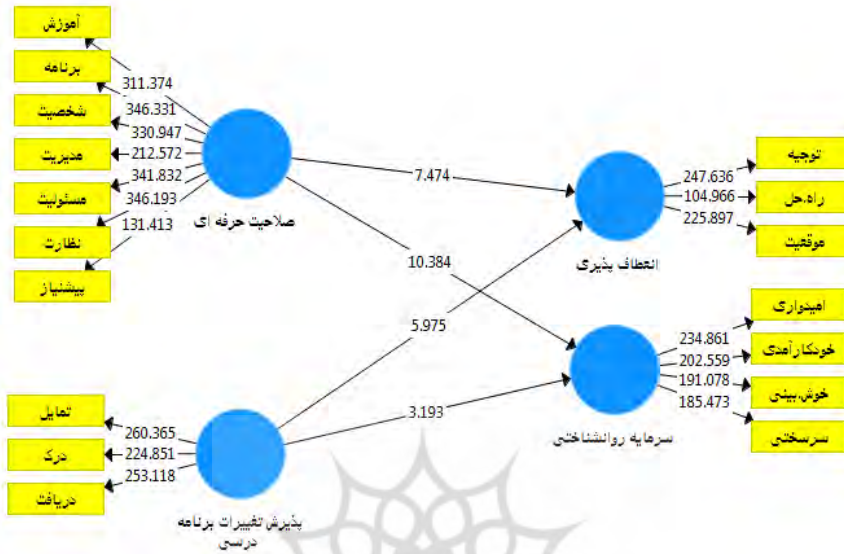 آموزش
برنامه
شخصیت
مدیریت
مسئولیت
نظارت
پیشنیاز
311.374
346.331
330.947
212.572
341.832
346.193
131.413
صلاحیت حرفه ای
7.474
10.384
5.975
3.193
توجیه
راه.حل
موقعیت
247.636
104.966
225.897
انعطاف پذیری
امیدواری
خودکارآمدی
خوش.بینی
سرسختی
234.861
202.559
191.078
185.473
سرمایه روانشناختی
تمایل
درک
دریافت
260.365
224.851
253.118
پذیرش تغییرات برنامه
درسی